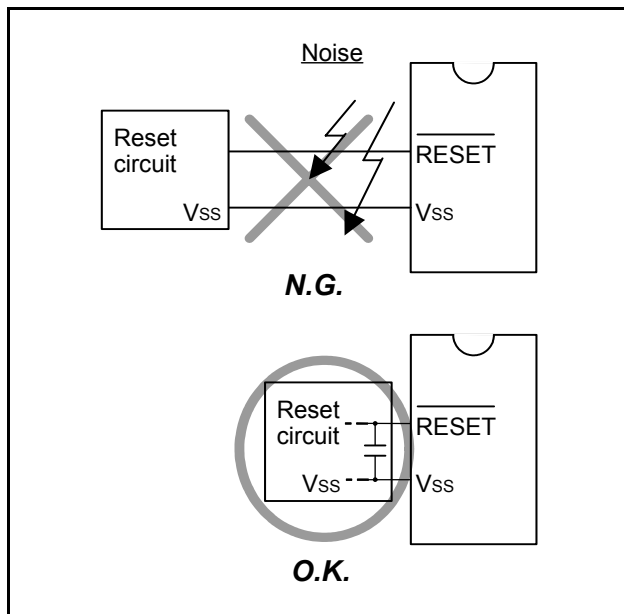 Noise
Reset
circuit
VSS
RESET
VSS
N.G.
Reset
circuit
VSS
RESET
VSS
O.K.